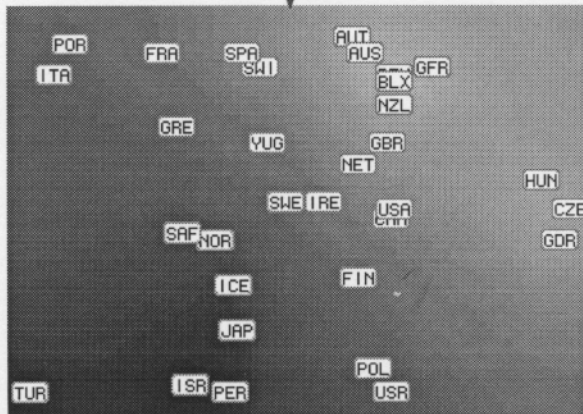 AUT
POR
FRA
SPA
AUS
SWI
GFR
ITA
BLX
NZL
GRE
YUG
GBR
NET
HUN
SWE
IRE
USA
CZE
SAF
NOR
GDR
FIN
ICE
JAP
POL
ISR
TUR
PER
USR